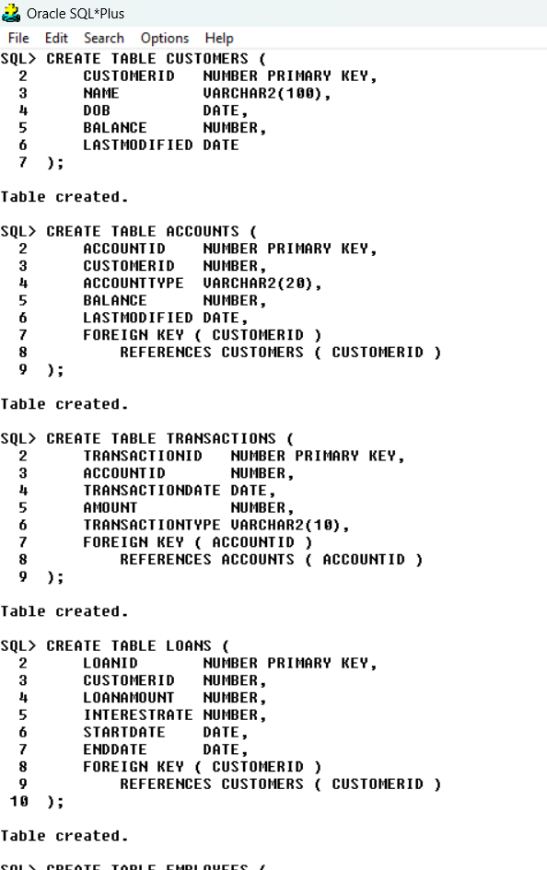 Oracle SQL*Plus
File Edit Search Options Help
SQL> CREATE TABLE CUSTOMERS (
  2      CUSTOMERID   NUMBER PRIMARY KEY,
  3      NAME         VARCHAR2(100),
  4      DOB          DATE,
  5      BALANCE      NUMBER,
  6      LASTMODIFIED DATE
  7  );
Table created.
SQL> CREATE TABLE ACCOUNTS (
  2      ACCOUNTID    NUMBER PRIMARY KEY,
  3      CUSTOMERID   NUMBER,
  4      ACCOUNTTYPE  VARCHAR2(20),
  5      BALANCE      NUMBER,
  6      LASTMODIFIED DATE,
  7      FOREIGN KEY ( CUSTOMERID )
  8          REFERENCES CUSTOMERS ( CUSTOMERID )
  9  );
Table created.
SQL> CREATE TABLE TRANSACTIONS (
  2      TRANSACTIONID   NUMBER PRIMARY KEY,
  3      ACCOUNTID       NUMBER,
  4      TRANSACTIONDATE DATE,
  5      AMOUNT          NUMBER,
  6      TRANSACTIONTYPE VARCHAR2(10),
  7      FOREIGN KEY ( ACCOUNTID )
  8          REFERENCES ACCOUNTS ( ACCOUNTID )
  9  );
Table created.
SQL> CREATE TABLE LOANS (
  2      LOANID       NUMBER PRIMARY KEY,
  3      CUSTOMERID   NUMBER,
  4      LOANAMOUNT   NUMBER,
  5      INTERESTRATE NUMBER,
  6      STARTDATE    DATE,
  7      ENDDATE      DATE,
  8      FOREIGN KEY ( CUSTOMERID )
  9          REFERENCES CUSTOMERS ( CUSTOMERID )
 10  );
Table created.
SQL> CREATE TABLE EMPLOYEES (